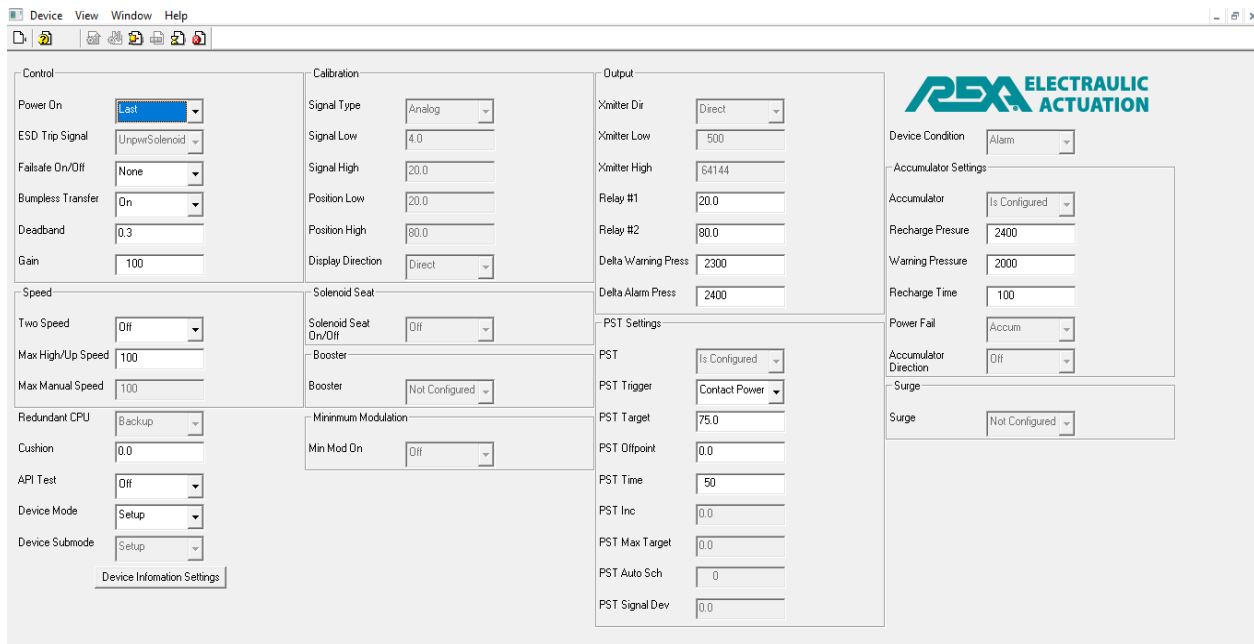 Device View Window Help
Control
Power On Last
ESD Trip Signal UnpwrSolenoid
Failsafe On/Off None
Bumpless Transfer On
Deadband 0.3
Gain 100
Speed
Two Speed Off
Max High/Up Speed 100
Max Manual Speed 100
Redundant CPU Backup
Cushion 0.0
API Test Off
Device Mode Setup
Device Submode Setup
Device Infomation Settings
Calibration
Signal Type Analog
Signal Low 4.0
Signal High 20.0
Position Low 20.0
Position High 80.0
Display Direction Direct
Solenoid Seat
Solenoid Seat
On/Off Off
Booster
Booster Not Configured
Mininmum Modulation
Min Mod On Off
Output
Xmitter Dir Direct
Xmitter Low 500
Xmitter High 64144
Relay #1 20.0
Relay #2 80.0
Delta Warning Press 2300
Delta Alarm Press 2400
PST Settings
PST Is Configured
PST Trigger Contact Power
PST Target 75.0
PST Offpoint 0.0
PST Time 50
PST Inc 0.0
PST Max Target 0.0
PST Auto Sch 0
PST Signal Dev 0.0
REXA ELECTRAULIC
ACTUATION
Device Condition Alarm
Accumulator Settings
Accumulator Is Configured
Recharge Presure 2400
Warning Pressure 2000
Recharge Time 100
Power Fail Accum
Accumulator
Direction Off
Surge
Surge Not Configured